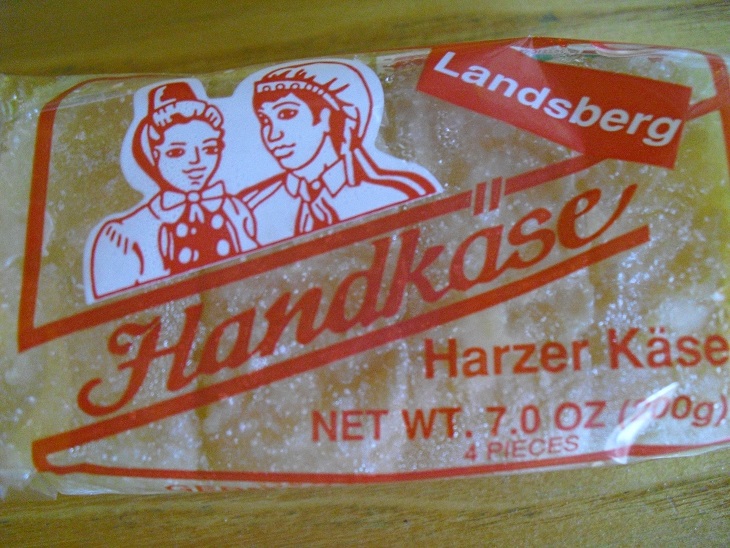 Landsberg
Handkäse
Harzer Käse
NET WT. 7.0 OZ (200g)
4 PIECES